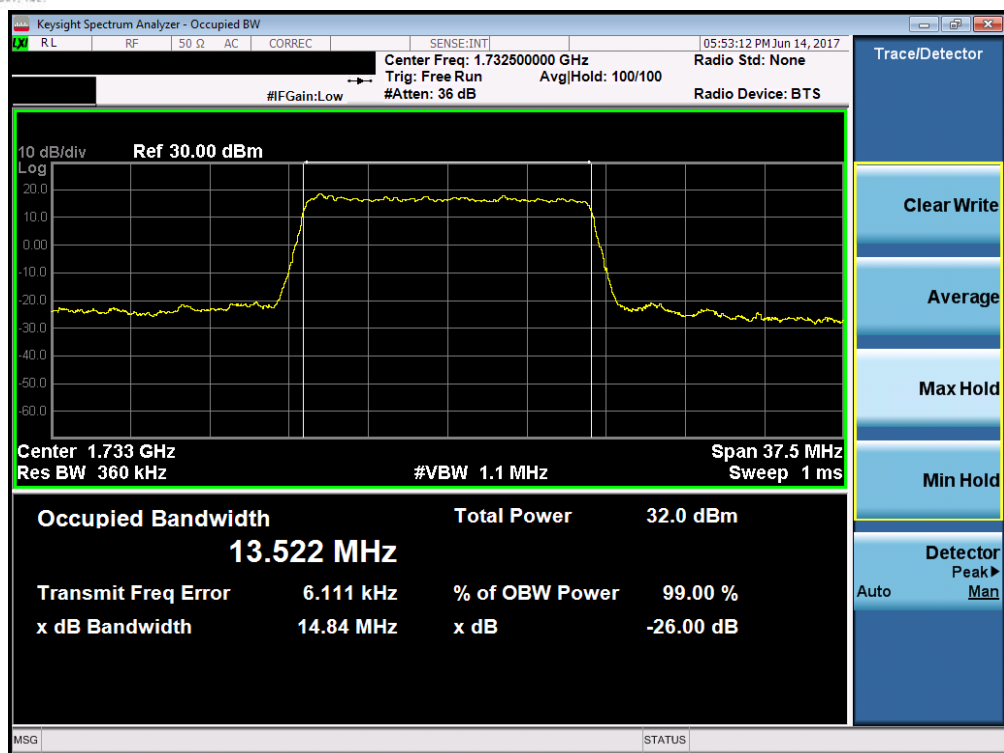 Keysight Spectrum Analyzer - Occupied BW
LXI RL RF 50 Ω AC CORREC SENSE:INT 05:53:12 PM Jun 14, 2017
Center Freq: 1.732500000 GHz Radio Std: None
Trig: Free Run Avg|Hold: 100/100
#IFGain:Low #Atten: 36 dB Radio Device: BTS
10 dB/div Ref 30.00 dBm
Log
20.0
10.0
0.00
-10.0
-20.0
-30.0
-40.0
-50.0
-60.0
Center 1.733 GHz Span 37.5 MHz
Res BW 360 kHz #VBW 1.1 MHz Sweep 1 ms
Occupied Bandwidth Total Power 32.0 dBm
13.522 MHz
Transmit Freq Error 6.111 kHz % of OBW Power 99.00 %
x dB Bandwidth 14.84 MHz x dB -26.00 dB
MSG STATUS
Trace/Detector
Clear Write
Average
Max Hold
Min Hold
Detector
Peak▶
Auto Man